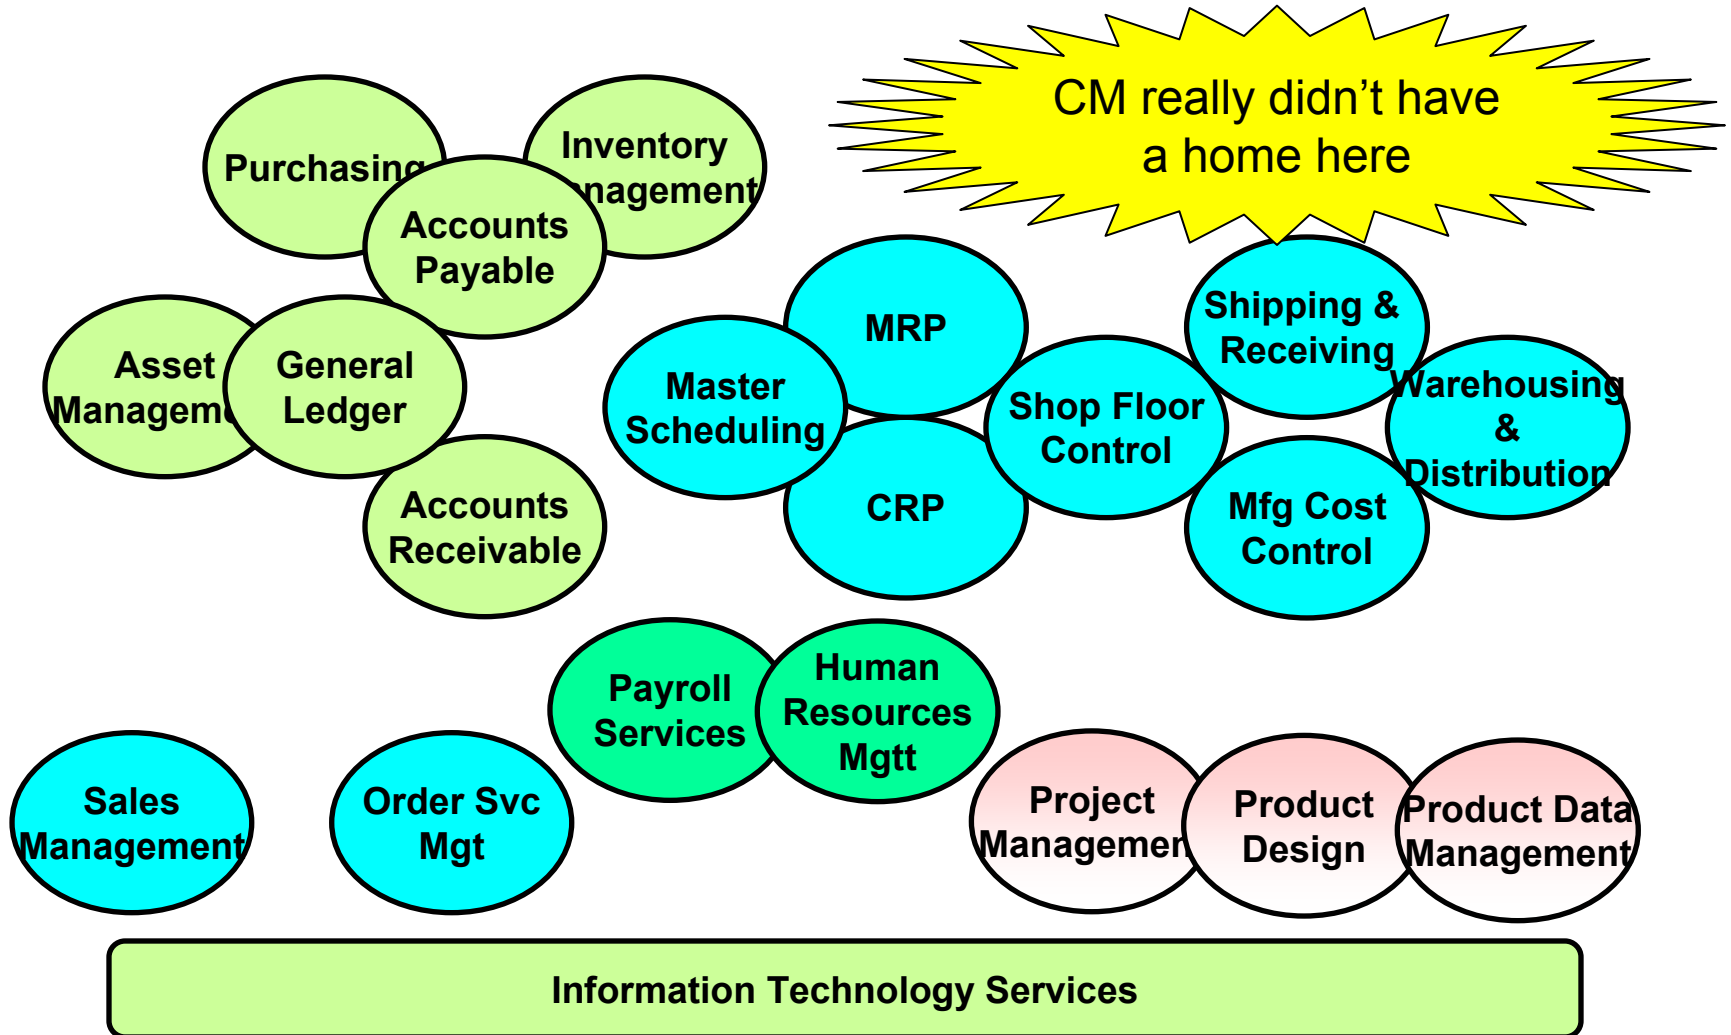 CM really didn’t have
a home here
Purchasing
Inventory
nagement
Accounts
Payable
Asset
Manageme
General
Ledger
Accounts
Receivable
MRP
Master
Scheduling
CRP
Shop Floor
Control
Shipping &
Receiving
Warehousing
&
Distribution
Mfg Cost
Control
Payroll
Services
Human
Resources
Mgtt
Sales
Management
Order Svc
Mgt
Project
Managemen
Product
Design
Product Data
Management
Information Technology Services